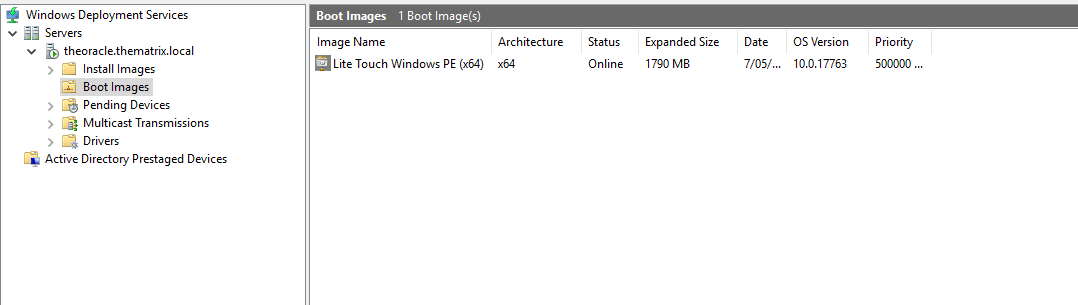 Windows Deployment Services
Servers
theoracle.thematrix.local
Install Images
Boot Images
Pending Devices
Multicast Transmissions
Drivers
Active Directory Prestaged Devices
Boot Images 1 Boot Image(s)
Image Name Architecture Status Expanded Size Date OS Version Priority
Lite Touch Windows PE (x64) x64 Online 1790 MB 7/05/... 10.0.17763 500000 ...